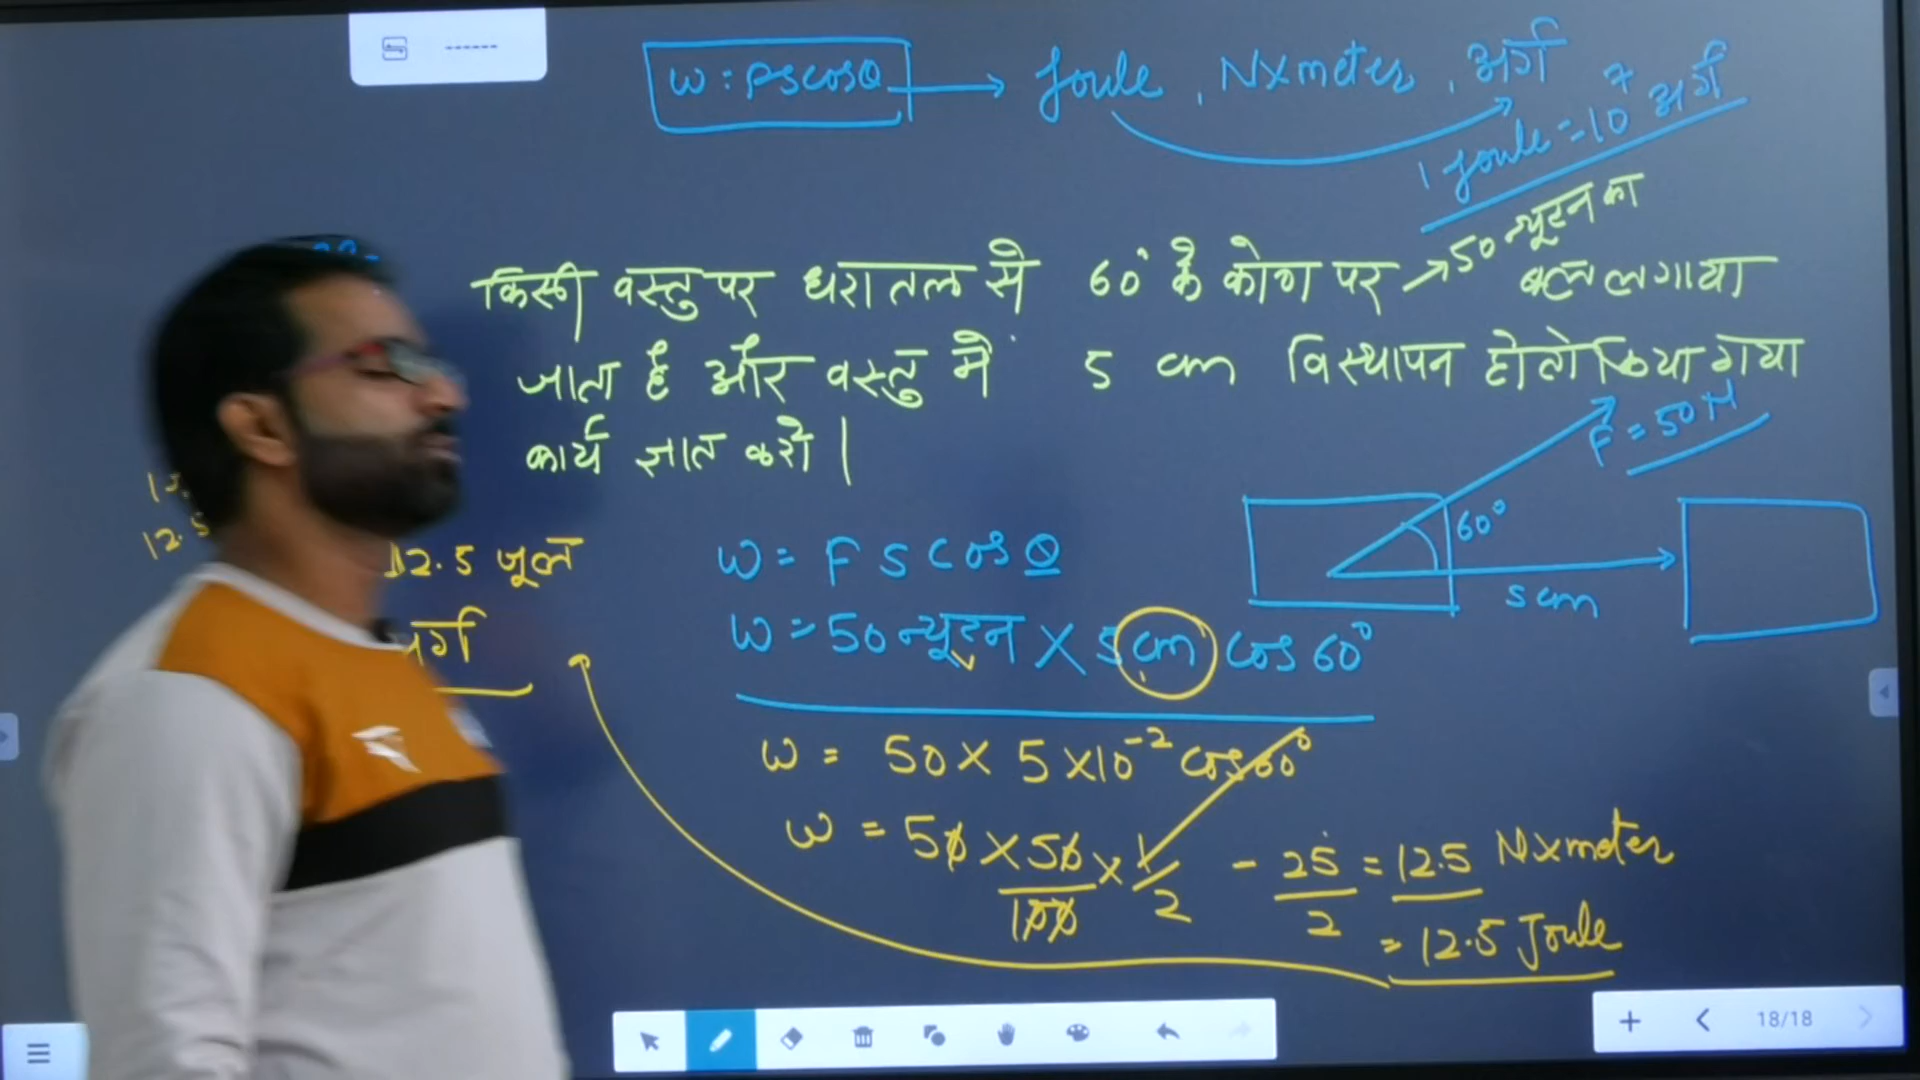 W = FScosθ → Joule, N×meter, अर्ग
1 Joule = 10⁷ अर्ग
50 न्यूटन का
किसी वस्तु पर धरातल से 60° के कोण पर → बल लगाया
जाता है और वस्तु में 5 cm विस्थापन हो तो किया गया
कार्य ज्ञात करो |
F = 50 N
60°
5 cm
12.5 जूल
W = F S cos θ
W = 50 न्यूटन × 5 cm cos 60°
W = 50 × 5 × 10⁻² cos 60°
W = 50 × 50/100 × 1/2 - 25/2 = 12.5 N×meter
= 12.5 Joule
18/18